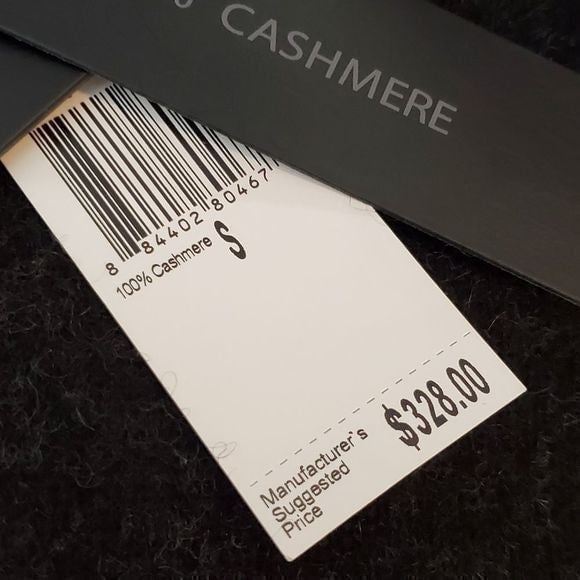 CASHMERE
8 84402 80467
100% Cashmere S
Manufacturer's
Suggested
Price
$328.00